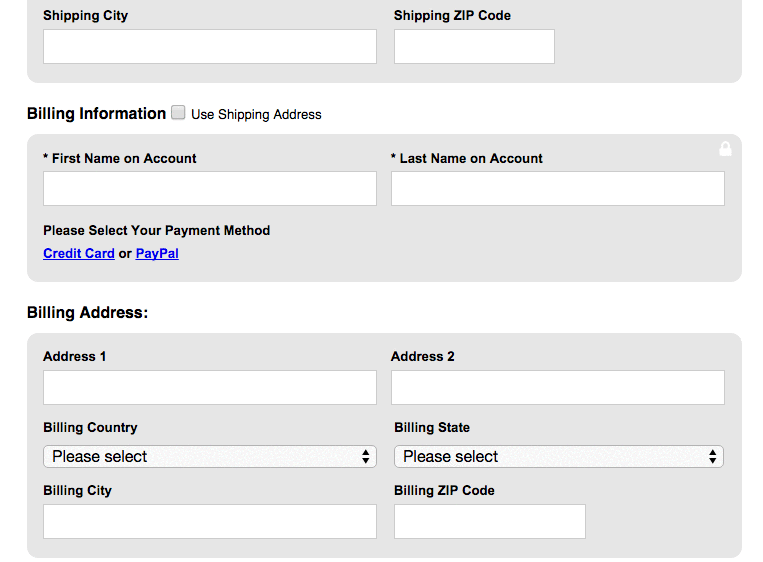 Shipping City Shipping ZIP Code
Billing Information Use Shipping Address
* First Name on Account * Last Name on Account
Please Select Your Payment Method
Credit Card or PayPal
Billing Address:
Address 1 Address 2
Billing Country Billing State
Please select Please select
Billing City Billing ZIP Code